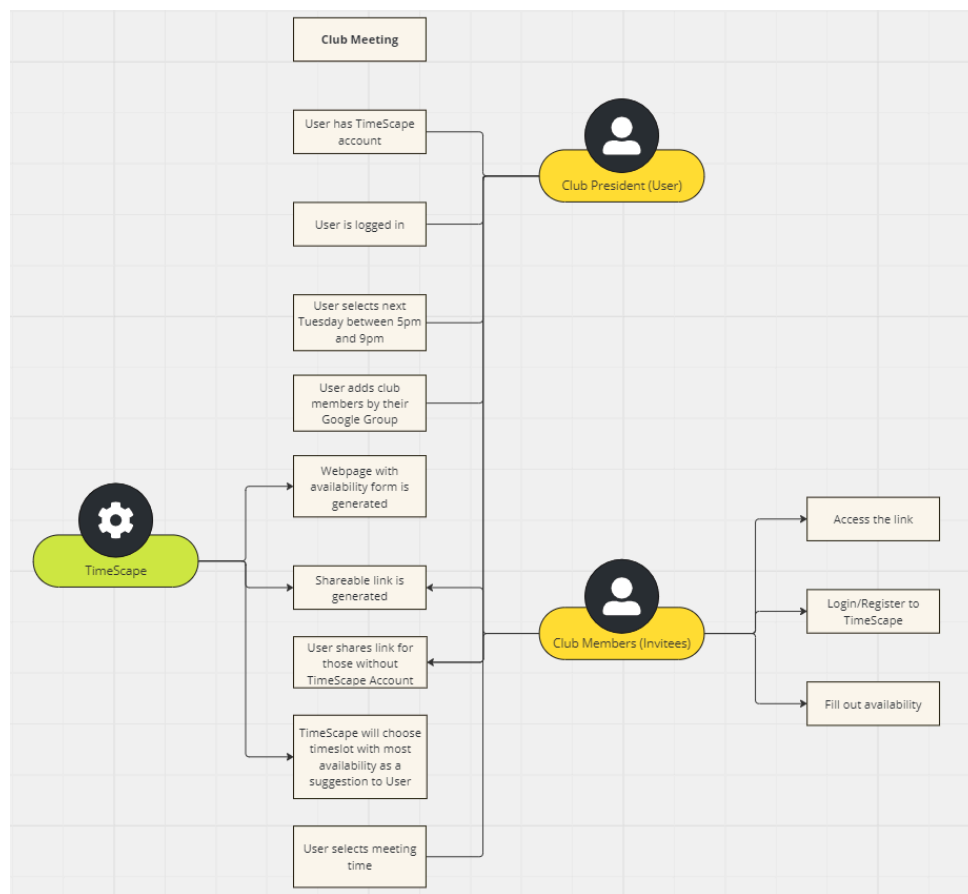 Club Meeting
User has TimeScape
account
Club President (User)
User is logged in
User selects next
Tuesday between 5pm
and 9pm
User adds club
members by their
Google Group
Webpage with
availability form is
generated
TimeScape
Shareable link is
generated
User shares link for
those without
TimeScape Account
TimeScape will choose
timeslot with most
availability as a
suggestion to User
User selects meeting
time
Club Members (Invitees)
Access the link
Login/Register to
TimeScape
Fill out availability